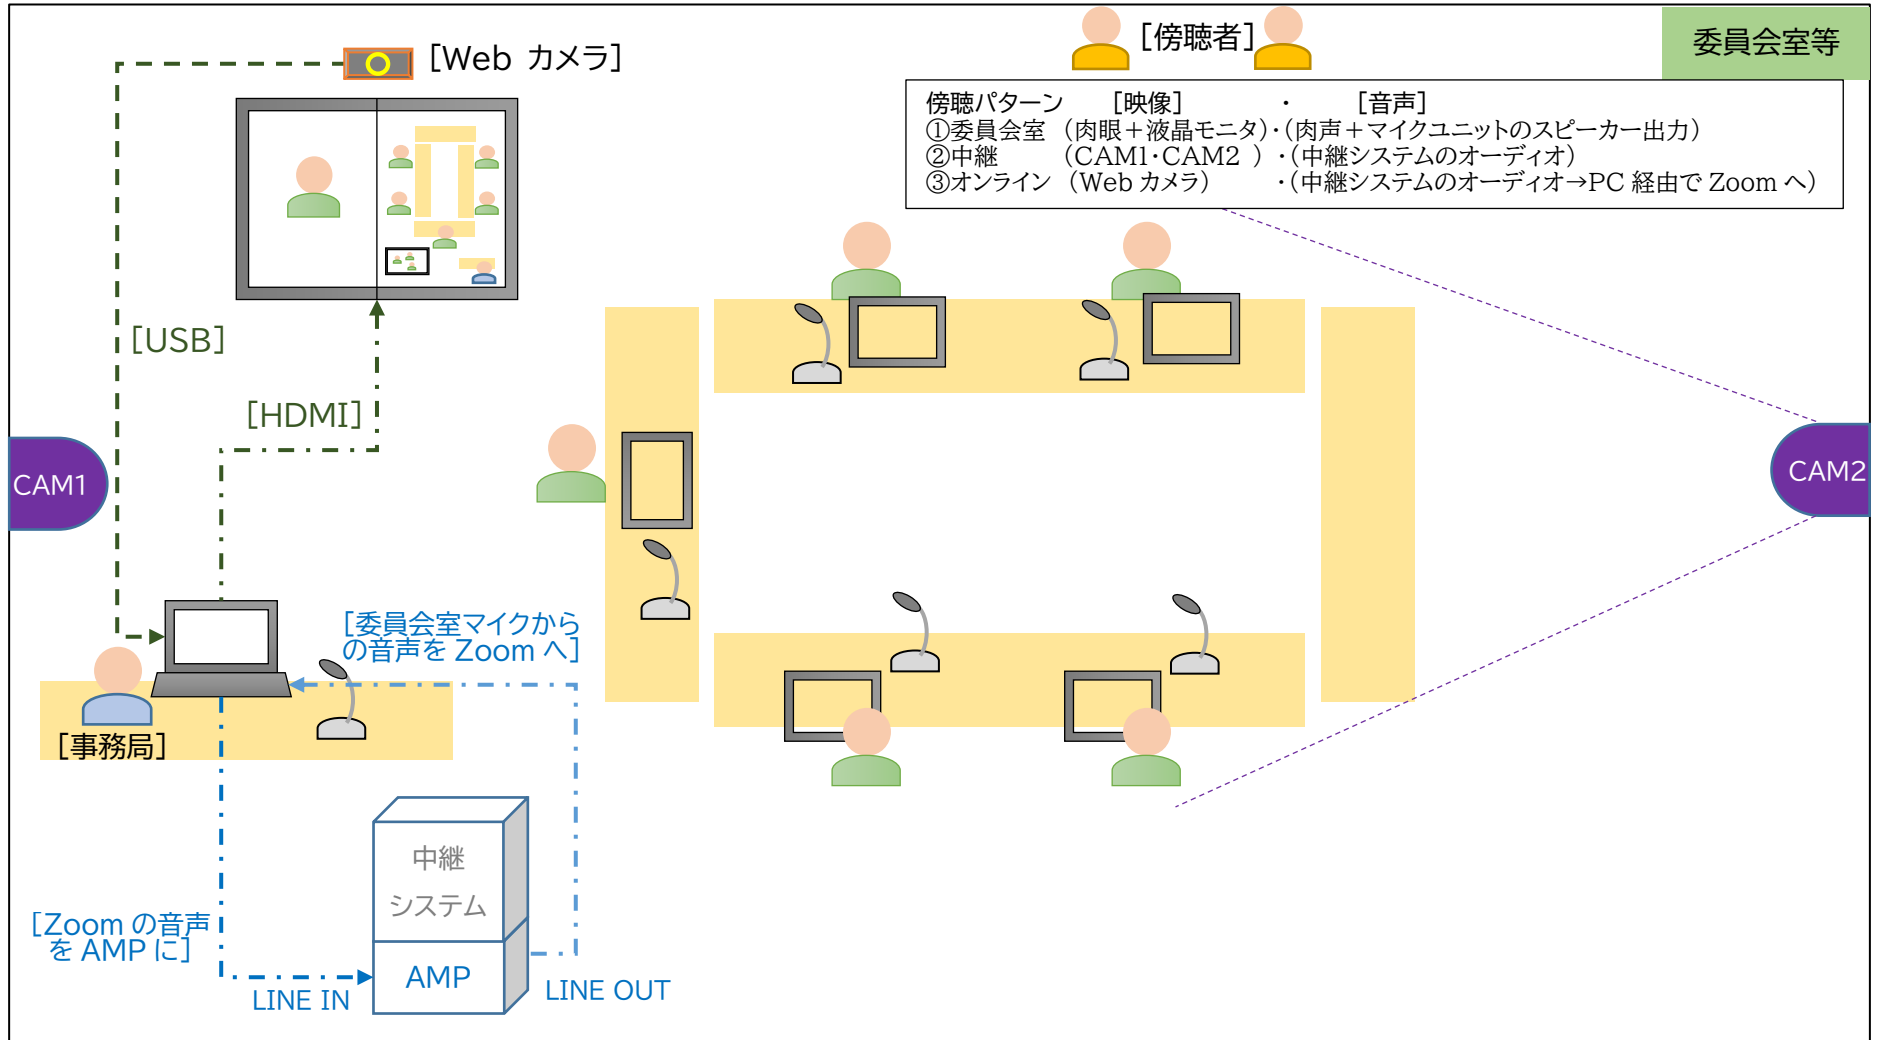 [Web カメラ]
[傍聴者]
委員会室等
傍聴パターン [映像] ・ [音声]
①委員会室 (肉眼+液晶モニタ)・(肉声+マイクユニットのスピーカー出力)
②中継 (CAM1・CAM2 ) ・(中継システムのオーディオ)
③オンライン (Web カメラ) ・(中継システムのオーディオ→PC 経由で Zoom へ)
[USB]
[HDMI]
CAM1
CAM2
[委員会室マイクから
の音声を Zoom へ]
[事務局]
中継
システム
[Zoom の音声
を AMP に]
AMP
LINE IN
LINE OUT